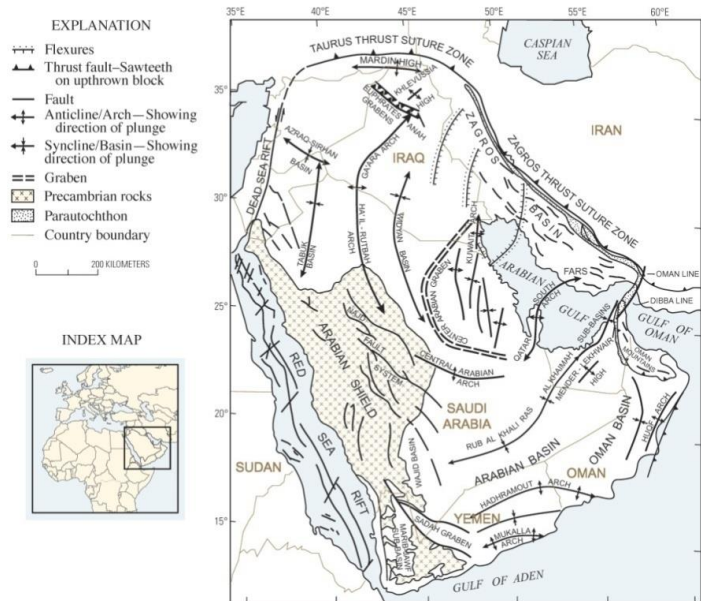 EXPLANATION
Flexures
Thrust fault–Sawteeth
on upthrown block
Fault
Anticline/Arch—Showing
direction of plunge
Syncline/Basin—Showing
direction of plunge
Graben
Precambrian rocks
Parautochthon
Country boundary
0 200 KILOMETERS
INDEX MAP
35°E 40°E 45°E 50°E 55°E 60°E
35°
30°
25°
20°
15°
TAURUS THRUST SUTURE ZONE
CASPIAN
SEA
MARDIN HIGH
KHLEVISSIA
HIGH
EUPHRATES
GRABENS
ANAH
ZAGROS
BASIN
IRAN
ZAGROS THRUST SUTURE ZONE
AZRAQ-SIRHAN
BASIN
DEAD SEA RIFT
IRAQ
GA'ARA ARCH
HA'IL - RUTBAH
ARCH
WIDYAN
BASIN
TABUK
BASIN
KUWAIT ARCH
CENTER ARABIAN GRABEN
ARABIAN
GULF
FARS
OMAN LINE
DIBBA LINE
GULF OF
OMAN
QATAR SOUTH
ARCH
AL KHAIMAH
SUB-BASINS
MENDER - EKHWAIR
HIGH
OMAN
MOUNTAINS
NAJD
FAULT
SYSTEM
ARABIAN
SHIELD
CENTRAL ARABIAN
ARCH
RED
SEA
RIFT
SAUDI
ARABIA
RUB AL KHALI RAS
ARABIAN BASIN
OMAN BASIN
HUQF ARCH
OMAN
SUDAN
WAJID BASIN
HADHRAMOUT ARCH
YEMEN
SADAH GRABEN
MUKALLA
ARCH
SUB-BASIN
GULF OF ADEN